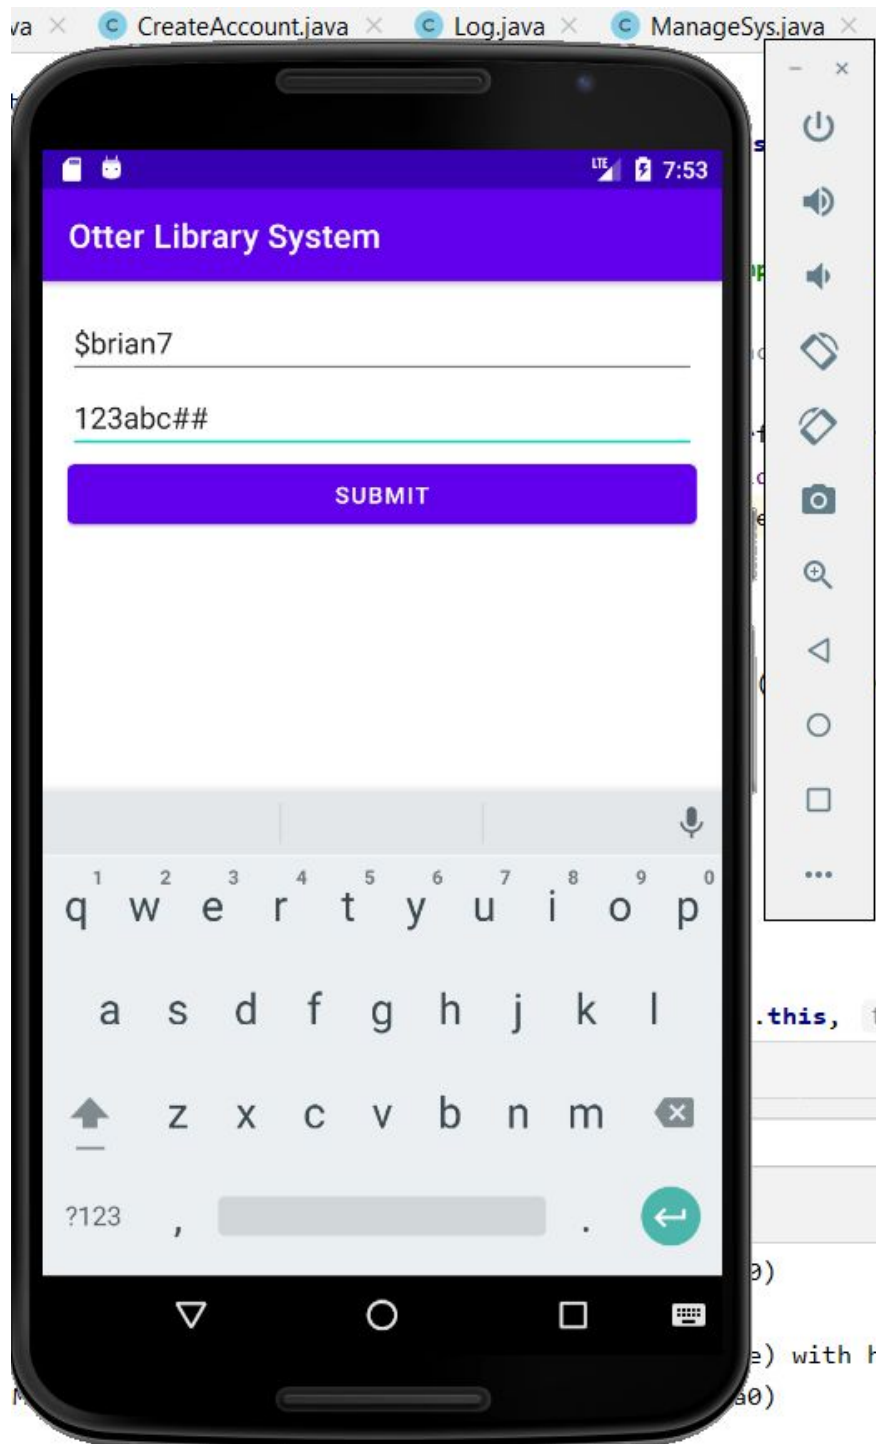 va CreateAccount.java Log.java ManageSys.java
LTE 7:53
Otter Library System
$brian7
123abc##
SUBMIT
1 2 3 4 5 6 7 8 9 0
q w e r t y u i o p
a s d f g h j k l
.this,
z x c v b n m
?123 , .
0)
e) with h
a0)